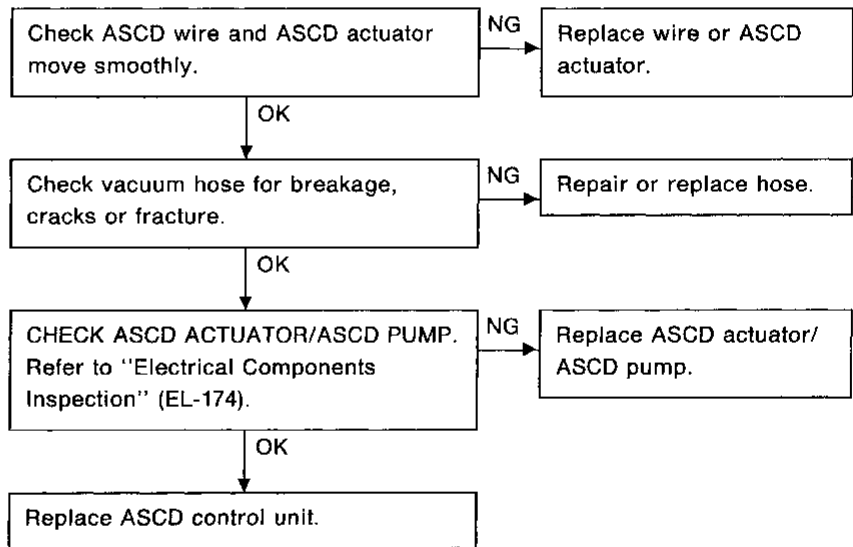 Check ASCD wire and ASCD actuator
move smoothly.
NG
Replace wire or ASCD
actuator.
OK
Check vacuum hose for breakage,
cracks or fracture.
NG
Repair or replace hose.
OK
CHECK ASCD ACTUATOR/ASCD PUMP.
Refer to "Electrical Components
Inspection" (EL-174).
NG
Replace ASCD actuator/
ASCD pump.
OK
Replace ASCD control unit.